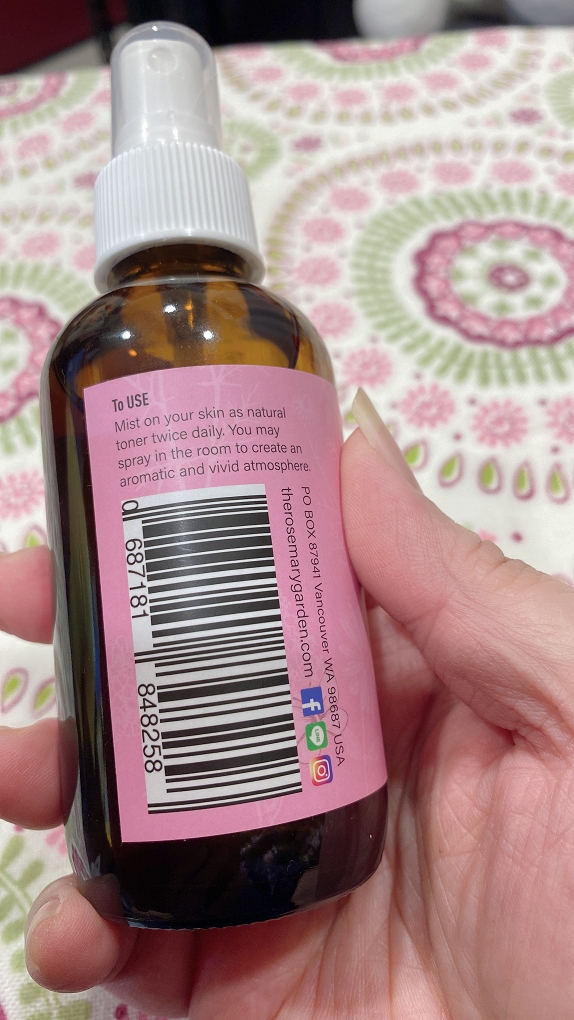 To USE
Mist on your skin as natural
toner twice daily. You may
spray in the room to create an
aromatic and vivid atmosphere.
0 687181 848258
PO BOX 87941 Vancouver WA 98687 USA
therosemarygarden.com